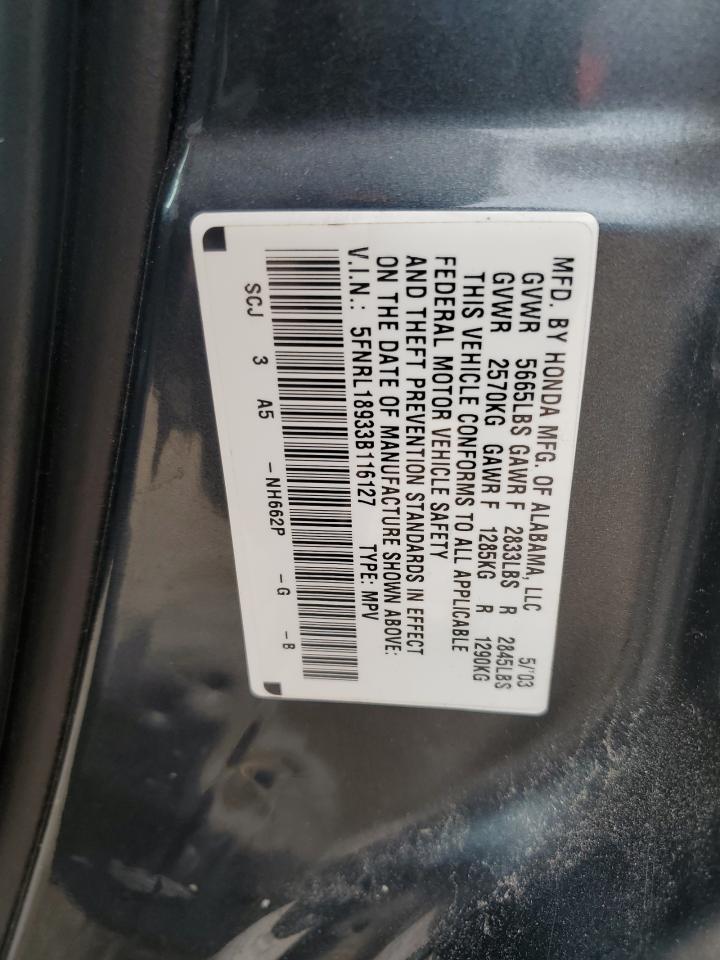 MFD. BY HONDA MFG. OF ALABAMA, LLC 5/'03
GVWR 5665LBS GAWR F 2833LBS R 2845LBS
GVWR 2570KG GAWR F 1285KG R 1290KG
THIS VEHICLE CONFORMS TO ALL APPLICABLE
FEDERAL MOTOR VEHICLE SAFETY
AND THEFT PREVENTION STANDARDS IN EFFECT
ON THE DATE OF MANUFACTURE SHOWN ABOVE:
V.I.N.: 5FNRL18933B116127 TYPE: MPV
SCJ 3 A5 -NH662P -G -B